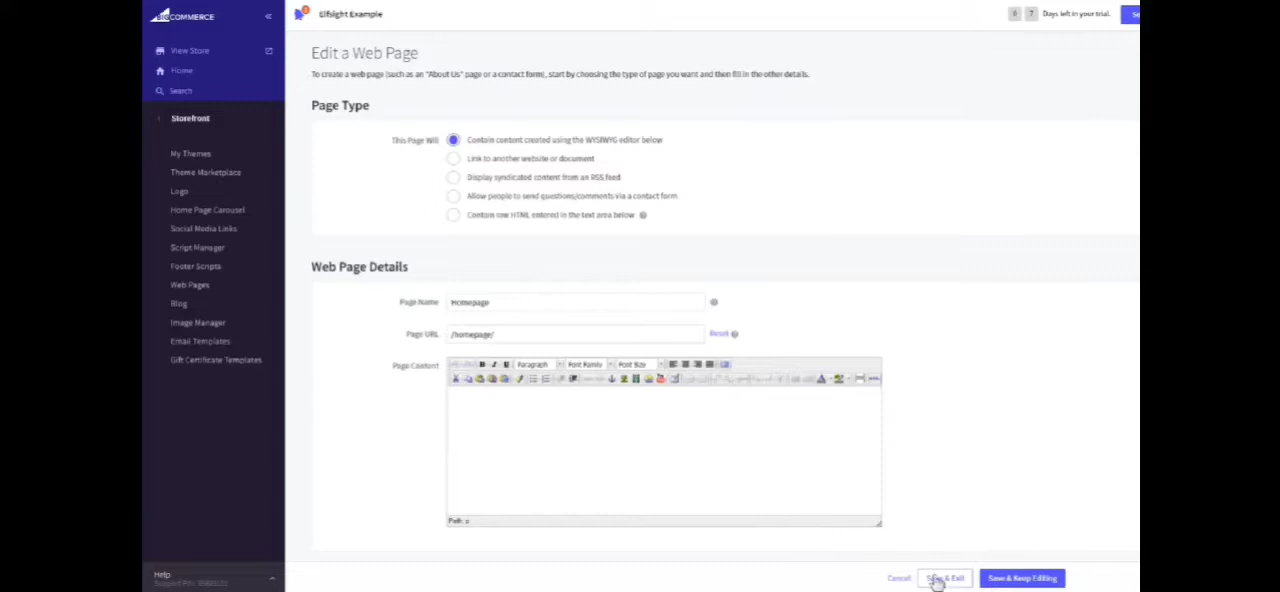 BIGCOMMERCE
«
2
Elfsight Example
6 7 Days left in your trial.
Se
View Store
Home
Search
Storefront
My Themes
Theme Marketplace
Logo
Home Page Carousel
Social Media Links
Script Manager
Footer Scripts
Web Pages
Blog
Image Manager
Email Templates
Gift Certificate Templates
Help
Edit a Web Page
To create a web page (such as an "About Us" page or a contact form), start by choosing the type of page you want and then fill in the other details.
Page Type
This Page Will
Contain content created using the WYSIWYG editor below
Link to another website or document
Display syndicated content from an RSS feed
Allow people to send questions/comments via a contact form
Contain raw HTML entered in the text area below
Web Page Details
Page Name Homepage
Page URL /homepage/ Reset
Page Content
B I U Paragraph Font Family Font Size
Path: p
Cancel Save & Exit Save & Keep Editing